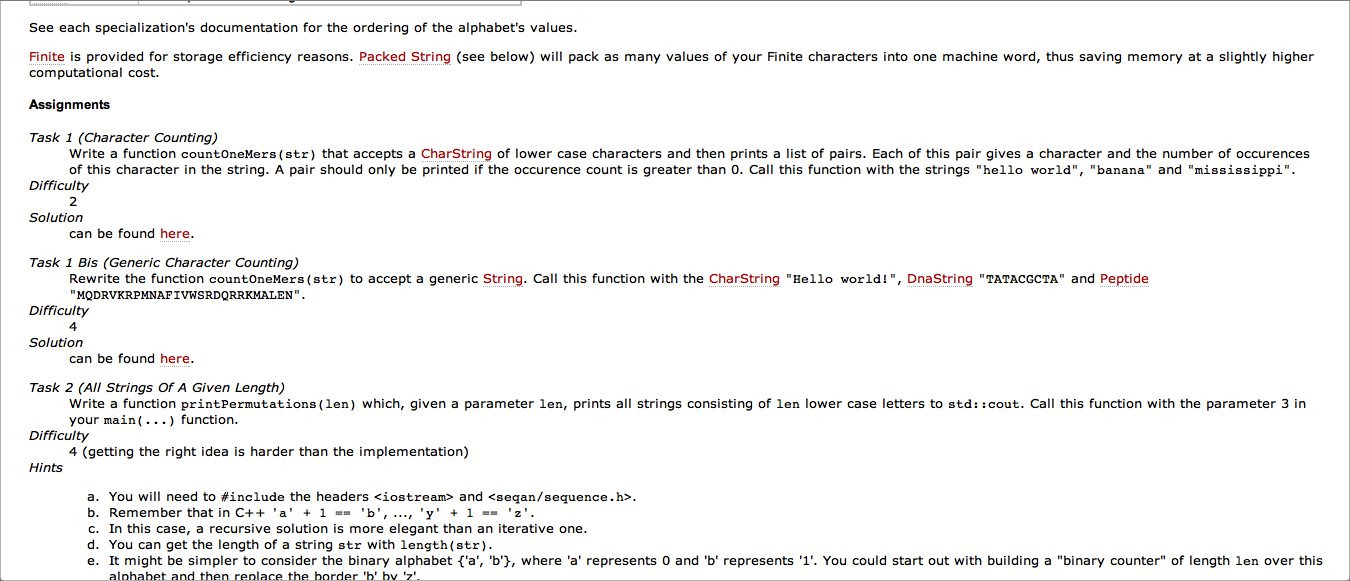 See each specialization's documentation for the ordering of the alphabet's values.
Finite is provided for storage efficiency reasons. Packed String (see below) will pack as many values of your Finite characters into one machine word, thus saving memory at a slightly higher
computational cost.
Assignments
Task 1 (Character Counting)
Write a function countOneMers(str) that accepts a CharString of lower case characters and then prints a list of pairs. Each of this pair gives a character and the number of occurences
of this character in the string. A pair should only be printed if the occurence count is greater than 0. Call this function with the strings "hello world", "banana" and "mississippi".
Difficulty
2
Solution
can be found here.
Task 1 Bis (Generic Character Counting)
Rewrite the function countOneMers(str) to accept a generic String. Call this function with the CharString "Hello world!", DnaString "TATACGCTA" and Peptide
"MQDRVKRPMNAFIVWSRDQRRKMALEN".
Difficulty
4
Solution
can be found here.
Task 2 (All Strings Of A Given Length)
Write a function printPermutations(len) which, given a parameter len, prints all strings consisting of len lower case letters to std::cout. Call this function with the parameter 3 in
your main(...) function.
Difficulty
4 (getting the right idea is harder than the implementation)
Hints
a. You will need to #include the headers <iostream> and <seqan/sequence.h>.
b. Remember that in C++ 'a' + 1 == 'b', ..., 'y' + 1 == 'z'.
c. In this case, a recursive solution is more elegant than an iterative one.
d. You can get the length of a string str with length(str).
e. It might be simpler to consider the binary alphabet {'a', 'b'}, where 'a' represents 0 and 'b' represents '1'. You could start out with building a "binary counter" of length len over this
alphabet and then replace the border 'b' by 'z'.